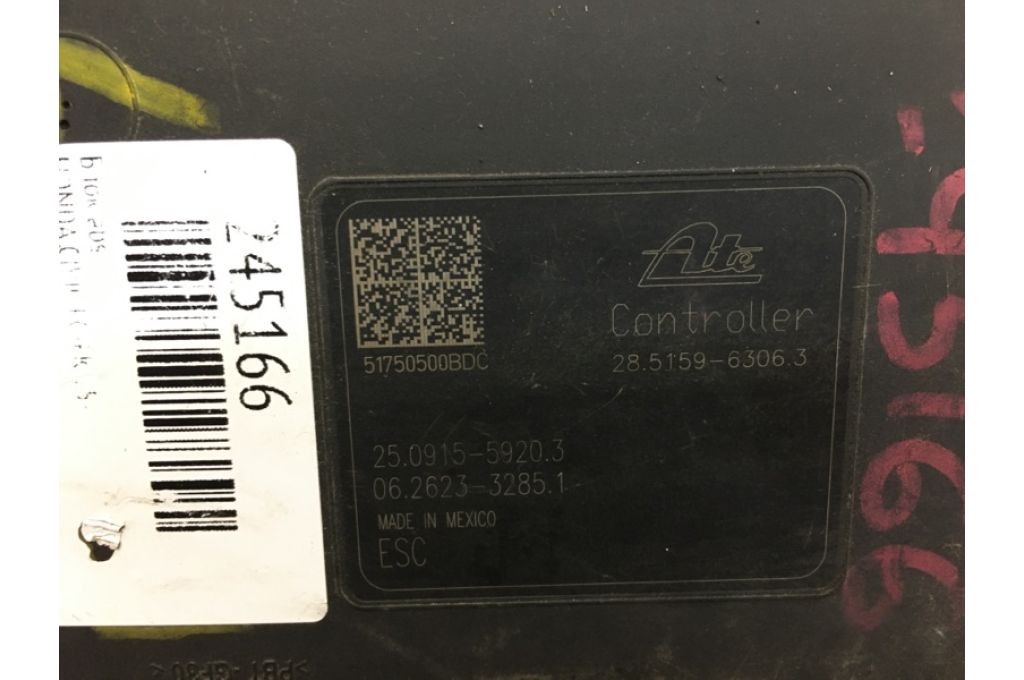 245166
Ate
Controller
28.5159-6306.3
51750500BDC
25.0915-5920.3
06.2623-3285.1
MADE IN MEXICO
ESC
245166